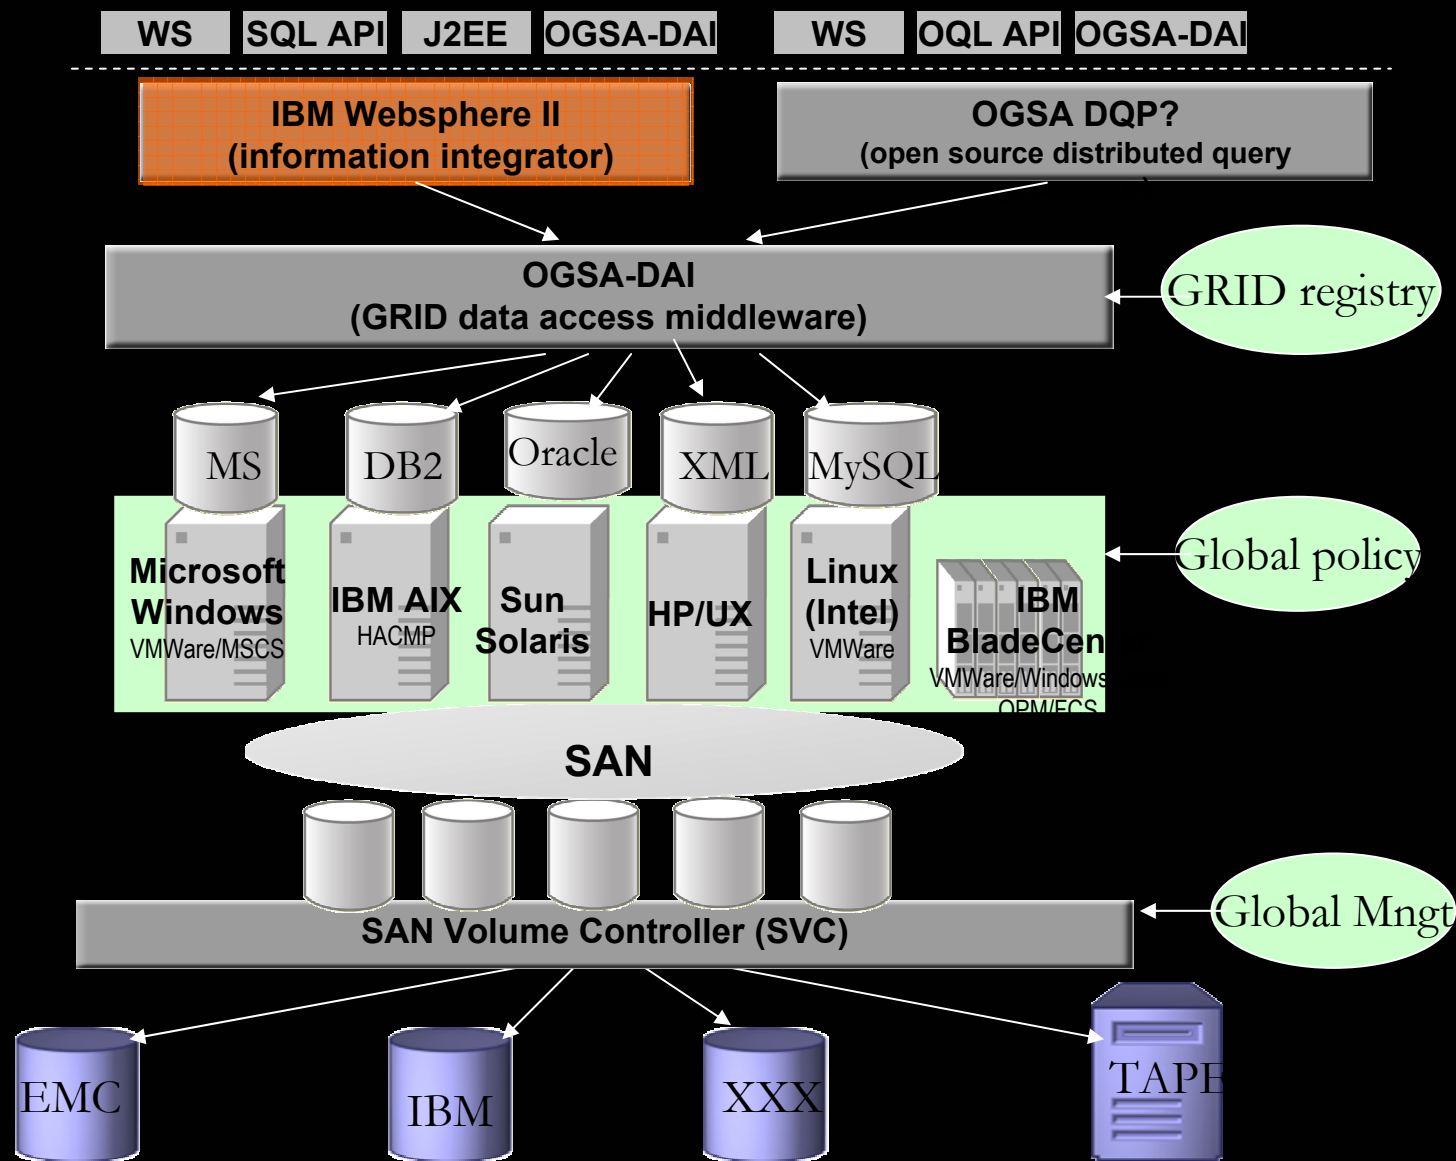 WS SQL API J2EE OGSA-DAI WS OQL API OGSA-DAI
IBM Websphere II
(information integrator)
OGSA DQP?
(open source distributed query
OGSA-DAI
(GRID data access middleware)
GRID registry
MS
DB2
Oracle
XML
MySQL
Microsoft
Windows
VMWare/MSCS
IBM AIX
HACMP
Sun
Solaris
HP/UX
Linux
(Intel)
VMWare
IBM
BladeCen
VMWare/Windows
OPM/FCS
Global policy
SAN
SAN Volume Controller (SVC)
Global Mngt
EMC
IBM
XXX
TAPE